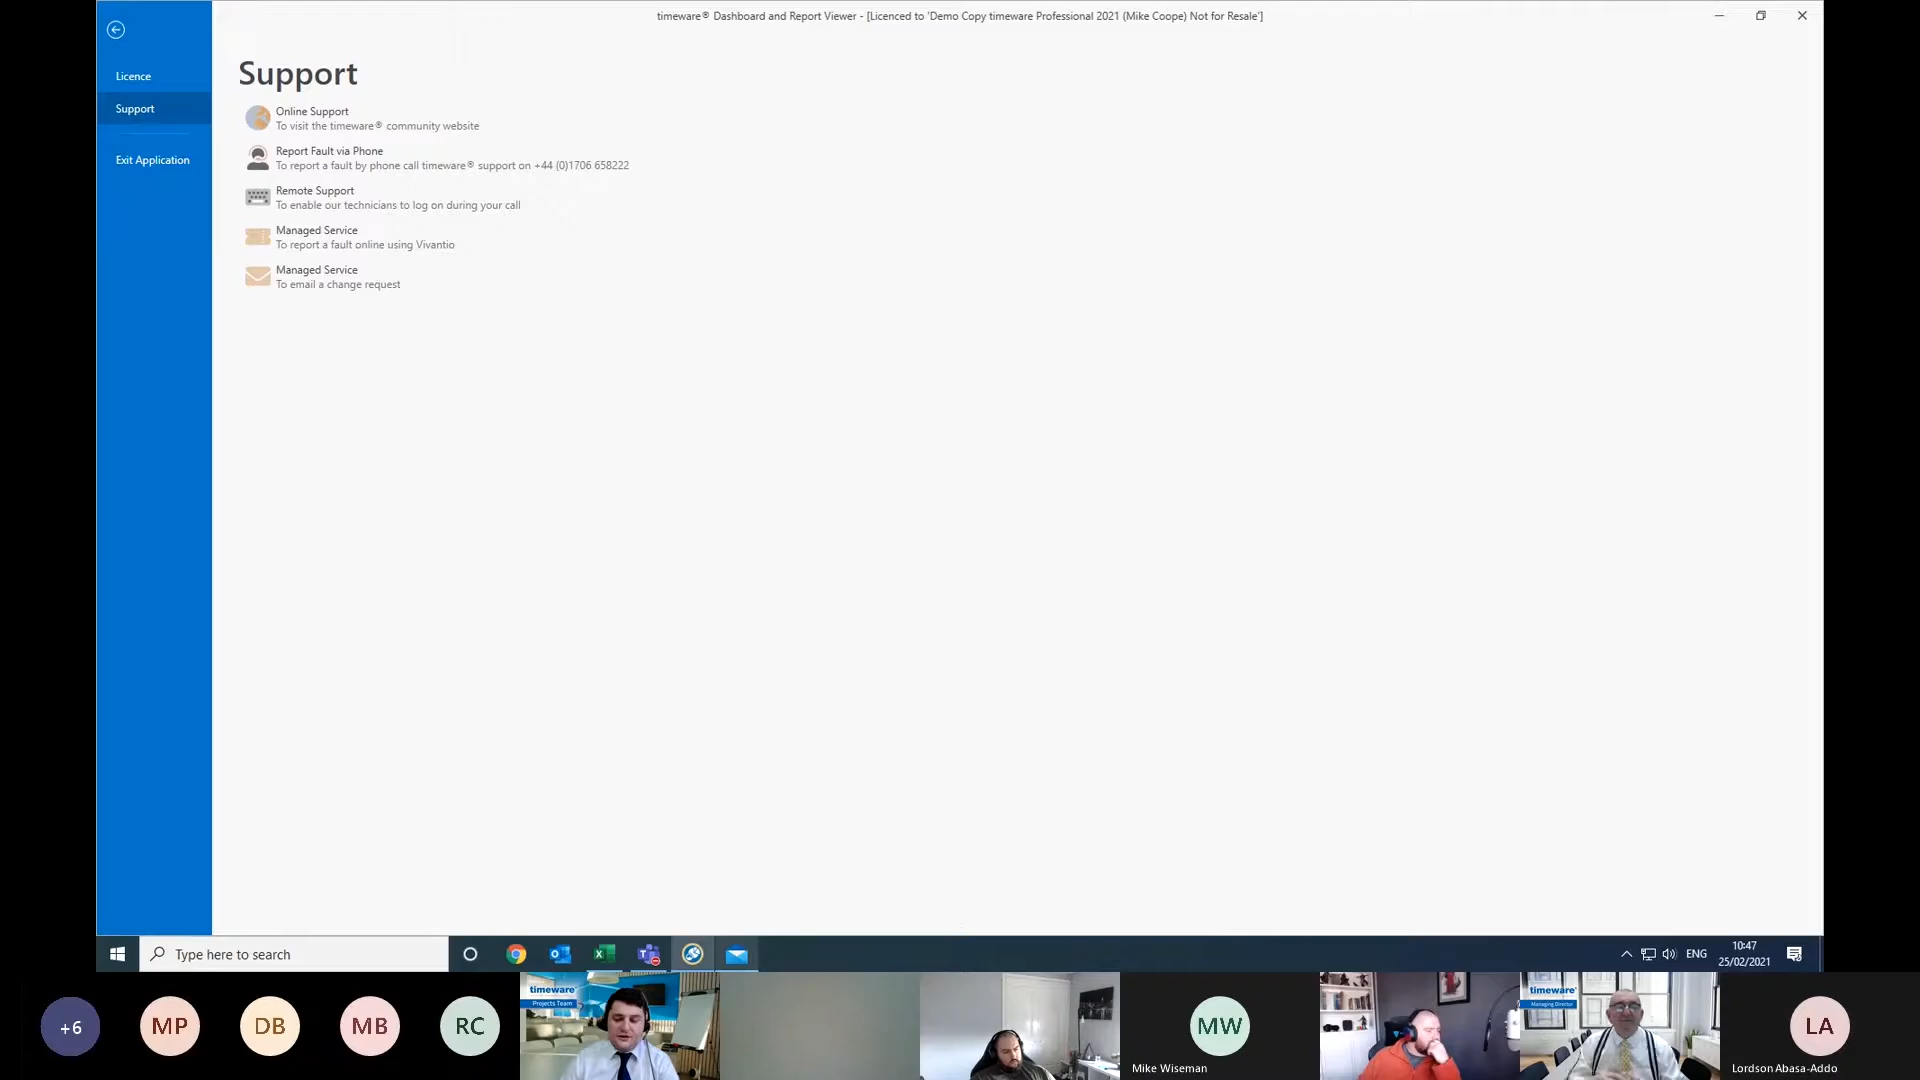 timeware® Dashboard and Report Viewer - [Licenced to 'Demo Copy timeware Professional 2021 (Mike Coope) Not for Resale']
Licence
Support
Exit Application
Support
Online Support
To visit the timeware® community website
Report Fault via Phone
To report a fault by phone call timeware® support on +44 (0)1706 658222
Remote Support
To enable our technicians to log on during your call
Managed Service
To report a fault online using Vivantio
Managed Service
To email a change request
Type here to search
ENG
10:47
25/02/2021
+6
MP
DB
MB
RC
timeware®
Projects Team
MW
Mike Wiseman
timeware®
Managing Director
LA
Lordson Abasa-Addo